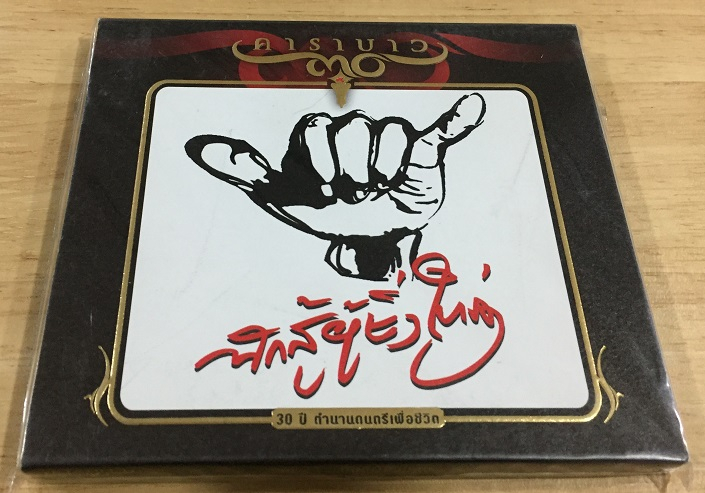 คาราบาว
๓๐
นักสู้ผู้ยิ่งใหญ่
30 ปี ตำนานดนตรีเพื่อชีวิต